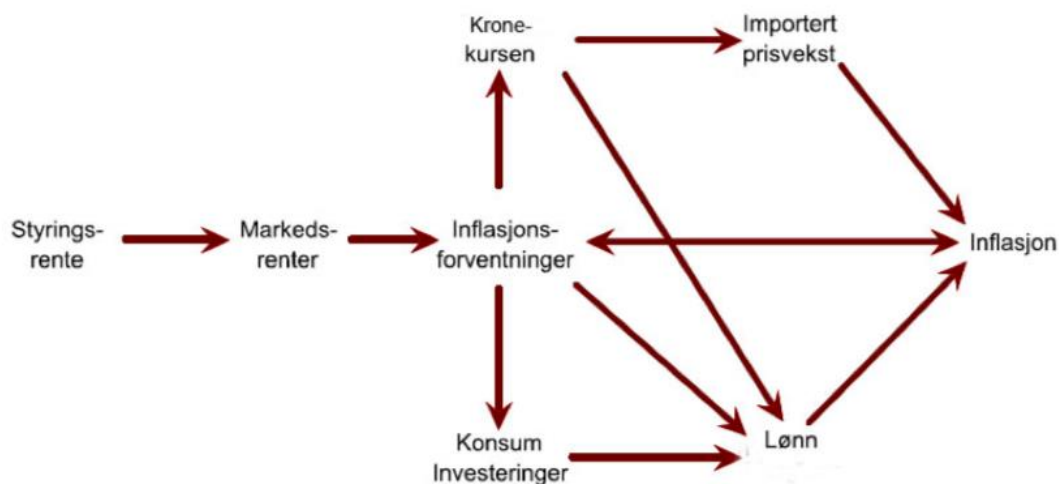 Krone-
kursen
Importert
prisvekst
Styrings-
rente
Markeds-
renter
Inflasjons-
forventninger
Inflasjon
Konsum
Investeringer
Lønn